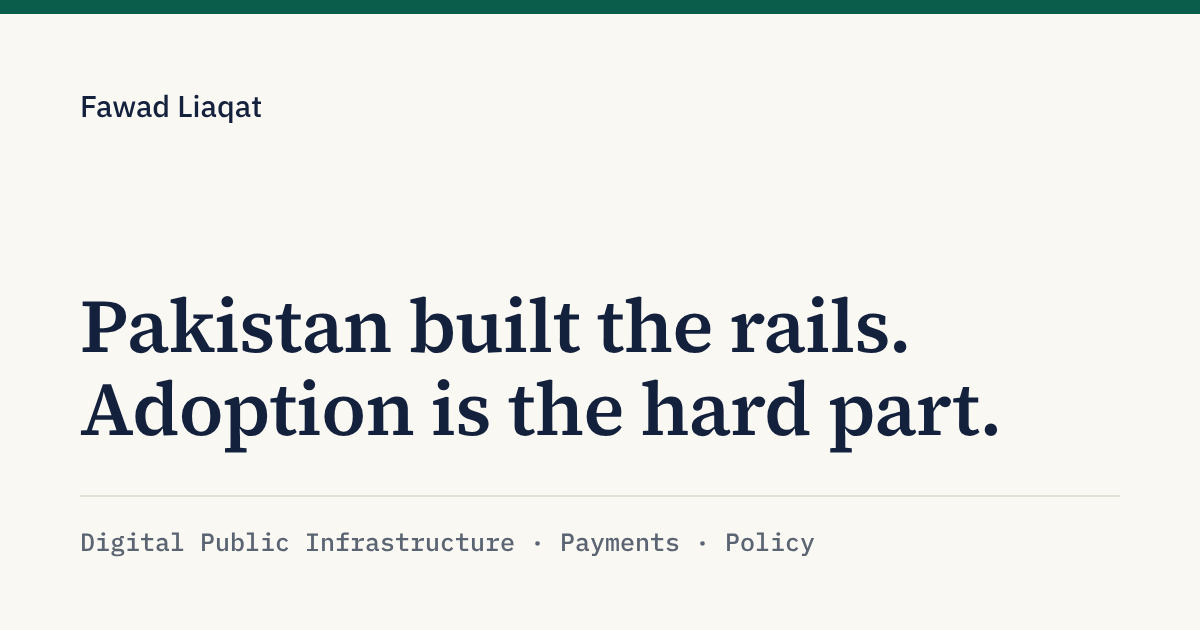 Fawad Liaqat
Pakistan built the rails.
Adoption is the hard part.
Digital Public Infrastructure · Payments · Policy